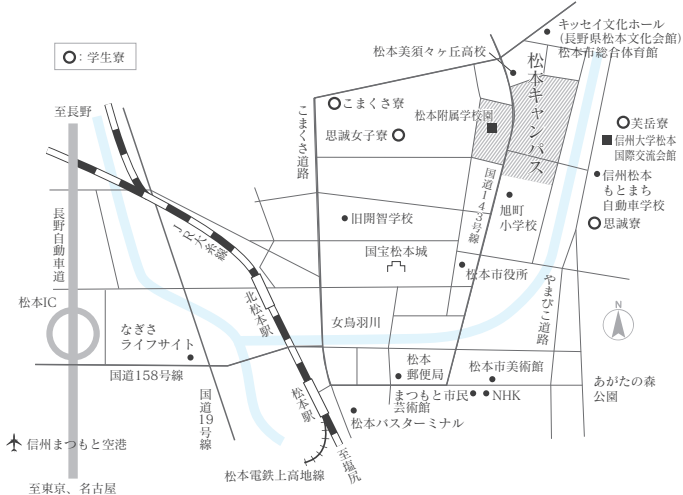 キッセイ文化ホール
(長野県松本文化会館)
松本市総合体育館
松本美須々ヶ丘高校
○：学生寮
松本キャンパス
至長野
こまくさ道路
こまくさ寮
松本附属学校園
思誠女子寮
美岳寮
信州大学松本
国際交流会館
信州松本
もとまち
自動車学校
国道143号線
旭町
小学校
思誠寮
長野自動車道
JR大糸線
旧開智学校
国宝松本城
松本市役所
やまびこ道路
松本IC
北松本駅
女鳥羽川
N
なぎさ
ライフサイト
国道158号線
国道19号線
松本駅
松本
郵便局
松本市美術館
まつもと市民
芸術館
NHK
あがたの森
公園
松本バスターミナル
信州まつもと空港
松本電鉄上高地線
至塩尻
至東京、名古屋